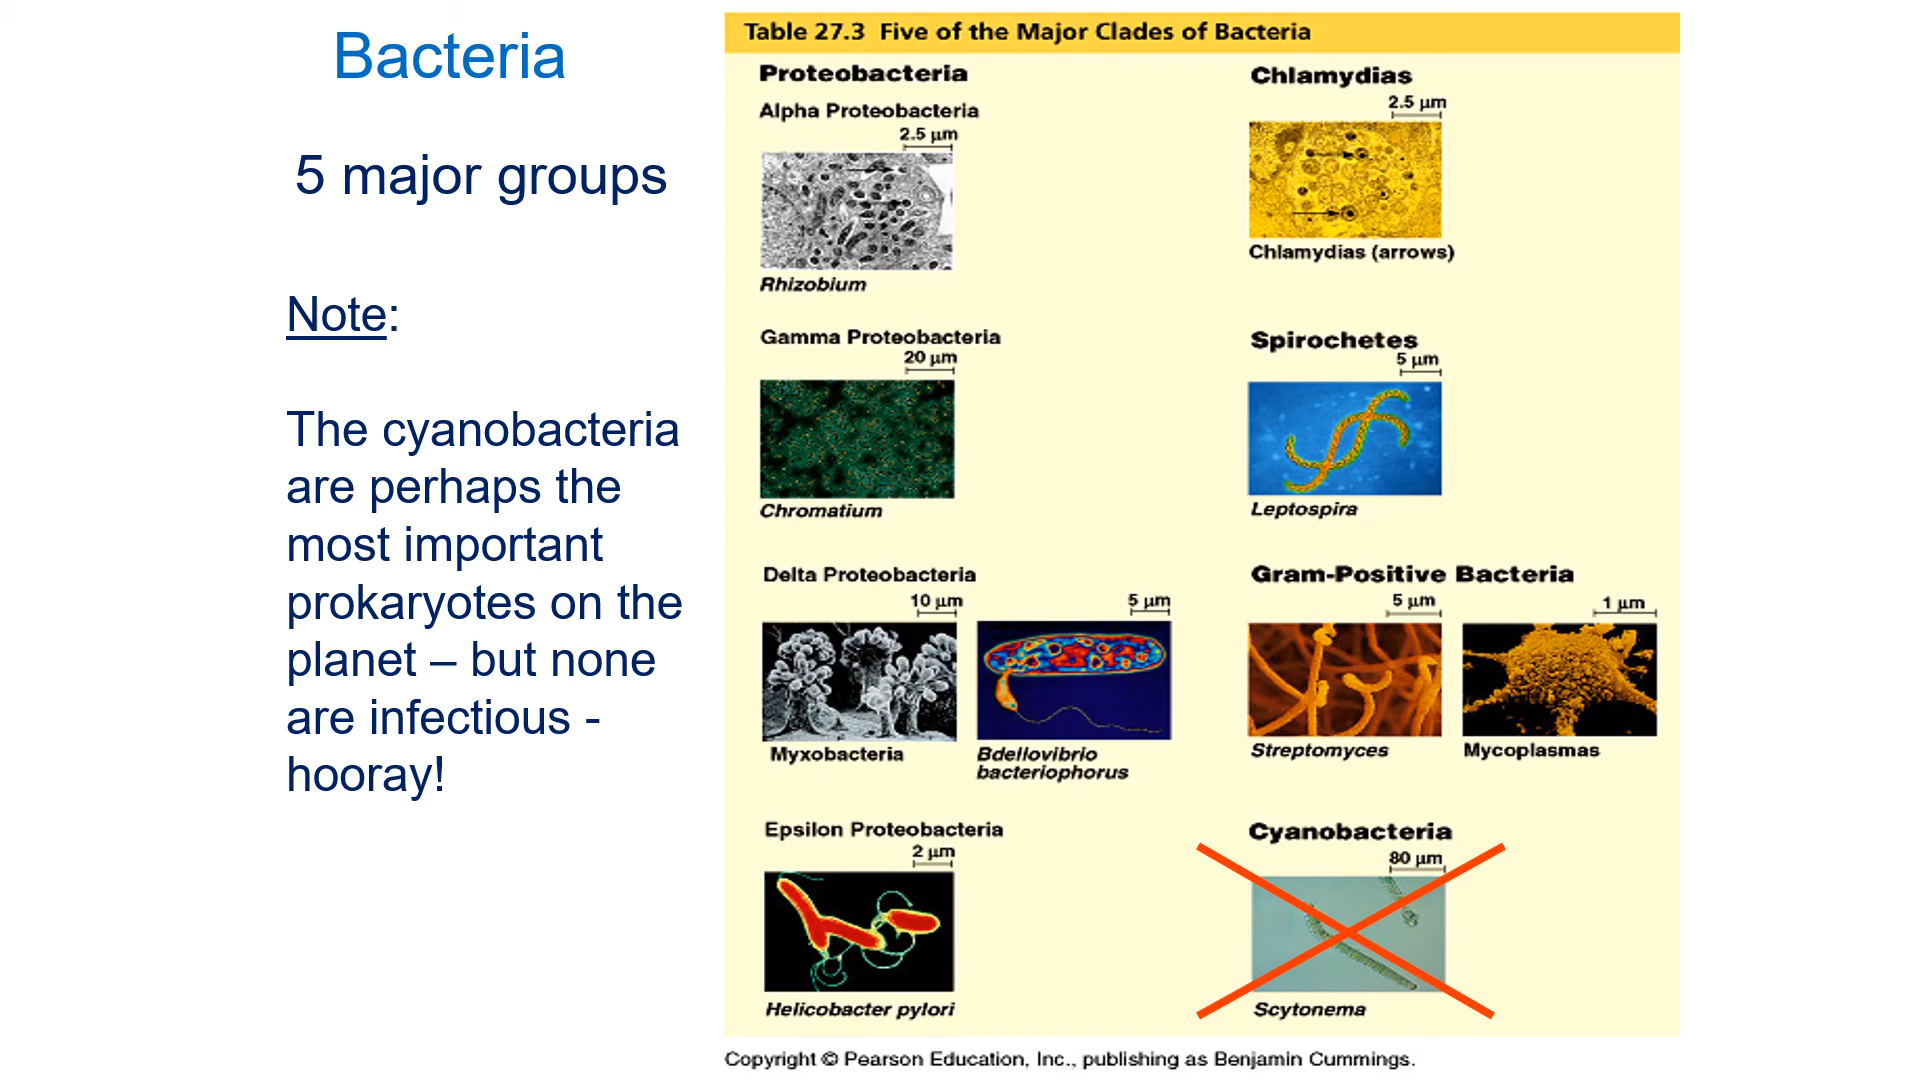 Bacteria
5 major groups
Note:
The cyanobacteria
are perhaps the
most important
prokaryotes on the
planet – but none
are infectious -
hooray!
Table 27.3 Five of the Major Clades of Bacteria
Proteobacteria
Alpha Proteobacteria
2.5 µm
Rhizobium
Gamma Proteobacteria
20 µm
Chromatium
Delta Proteobacteria
10 µm
Myxobacteria
5 µm
Bdellovibrio
bacteriophorus
Epsilon Proteobacteria
2 µm
Helicobacter pylori
Chlamydias
2.5 µm
Chlamydias (arrows)
Spirochetes
5 µm
Leptospira
Gram-Positive Bacteria
5 µm
Streptomyces
1 µm
Mycoplasmas
Cyanobacteria
80 µm
Scytonema
Copyright © Pearson Education, Inc., publishing as Benjamin Cummings.